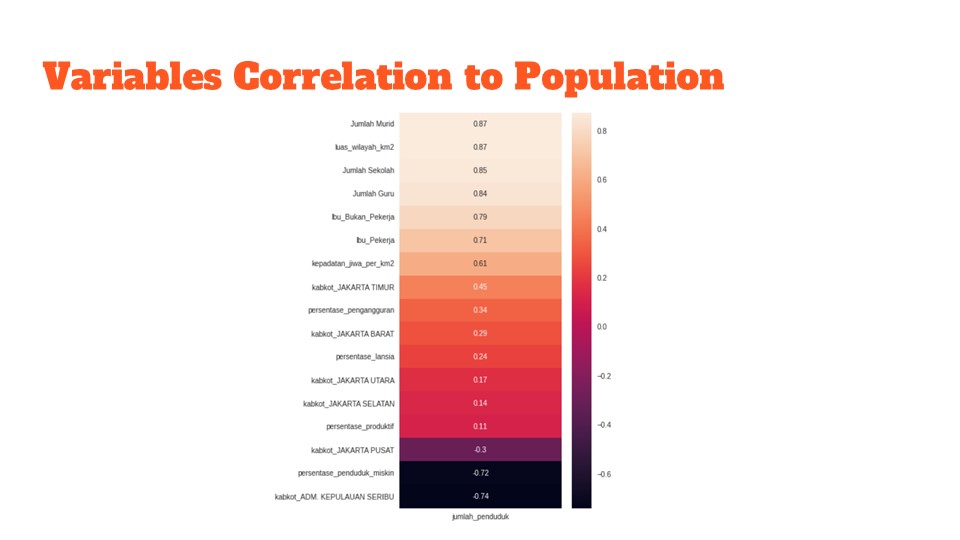 Variables Correlation to Population
Jumlah Murid 0.87
luas_wilayah_km2 0.87
Jumlah Sekolah 0.85
Jumlah Guru 0.84
Ibu_Bukan_Pekerja 0.79
Ibu_Pekerja 0.71
kepadatan_jiwa_per_km2 0.61
kabkot_JAKARTA TIMUR 0.45
persentase_pengangguran 0.34
kabkot_JAKARTA BARAT 0.29
persentase_lansia 0.24
kabkot_JAKARTA UTARA 0.17
kabkot_JAKARTA SELATAN 0.14
persentase_produktif 0.11
kabkot_JAKARTA PUSAT -0.3
persentase_penduduk_miskin -0.72
kabkot_ADM. KEPULAUAN SERIBU -0.74
jumlah_penduduk
0.8
0.6
0.4
0.2
0.0
−0.2
−0.4
−0.6